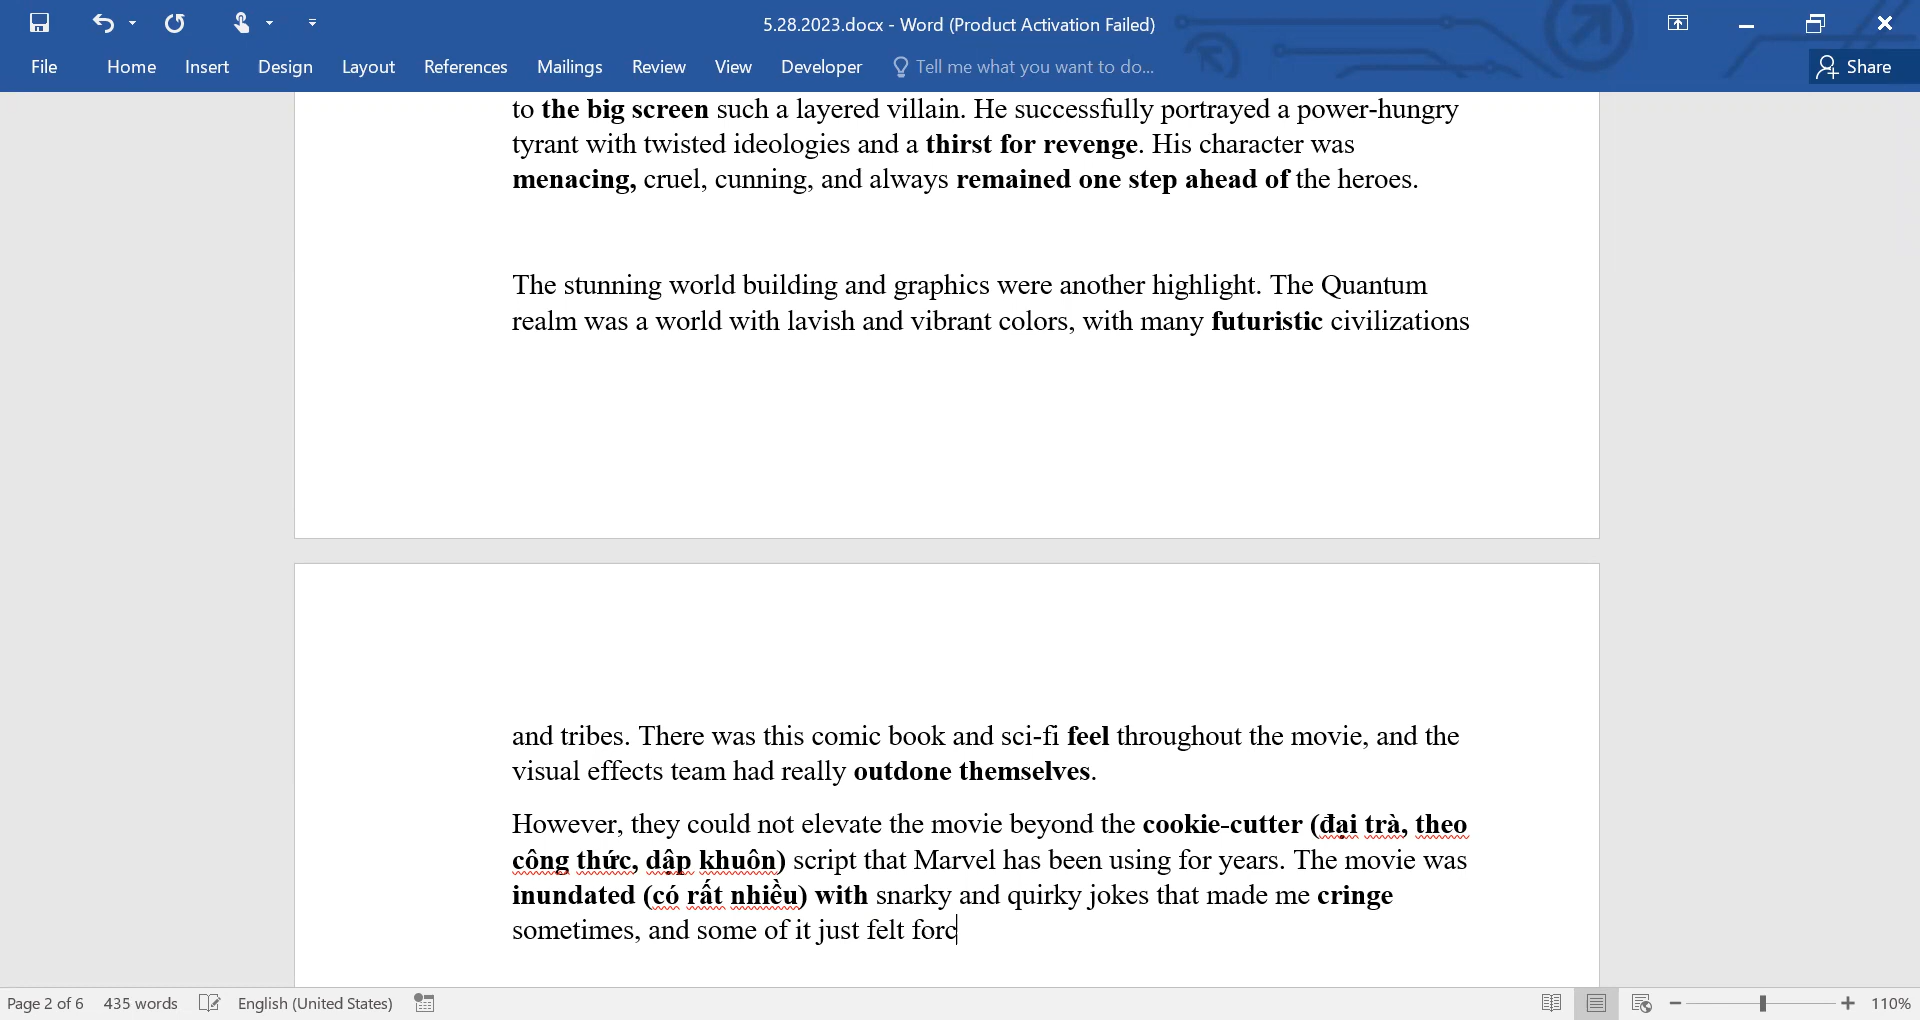 5.28.2023.docx - Word (Product Activation Failed)
File Home Insert Design Layout References Mailings Review View Developer Tell me what you want to do... Share
to the big screen such a layered villain. He successfully portrayed a power-hungry
tyrant with twisted ideologies and a thirst for revenge. His character was
menacing, cruel, cunning, and always remained one step ahead of the heroes.
The stunning world building and graphics were another highlight. The Quantum
realm was a world with lavish and vibrant colors, with many futuristic civilizations
and tribes. There was this comic book and sci-fi feel throughout the movie, and the
visual effects team had really outdone themselves.
However, they could not elevate the movie beyond the cookie-cutter (đại trà, theo
công thức, dập khuôn) script that Marvel has been using for years. The movie was
inundated (có rất nhiều) with snarky and quirky jokes that made me cringe
sometimes, and some of it just felt forc
Page 2 of 6 435 words English (United States) 110%